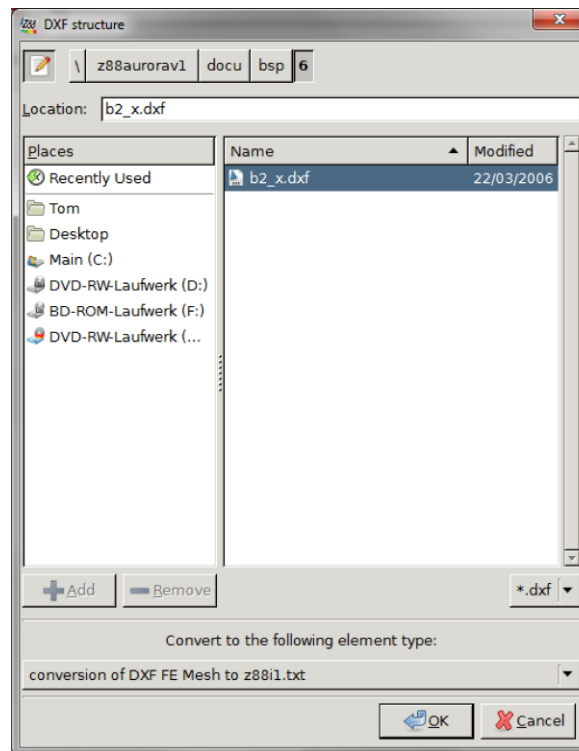 DXF structure
\ z88aurorav1 docu bsp 6
Location: b2_x.dxf
Places Name Modified
Recently Used b2_x.dxf 22/03/2006
Tom
Desktop
Main (C:)
DVD-RW-Laufwerk (D:)
BD-ROM-Laufwerk (F:)
DVD-RW-Laufwerk (...
Add Remove *.dxf
Convert to the following element type:
conversion of DXF FE Mesh to z88i1.txt
OK Cancel